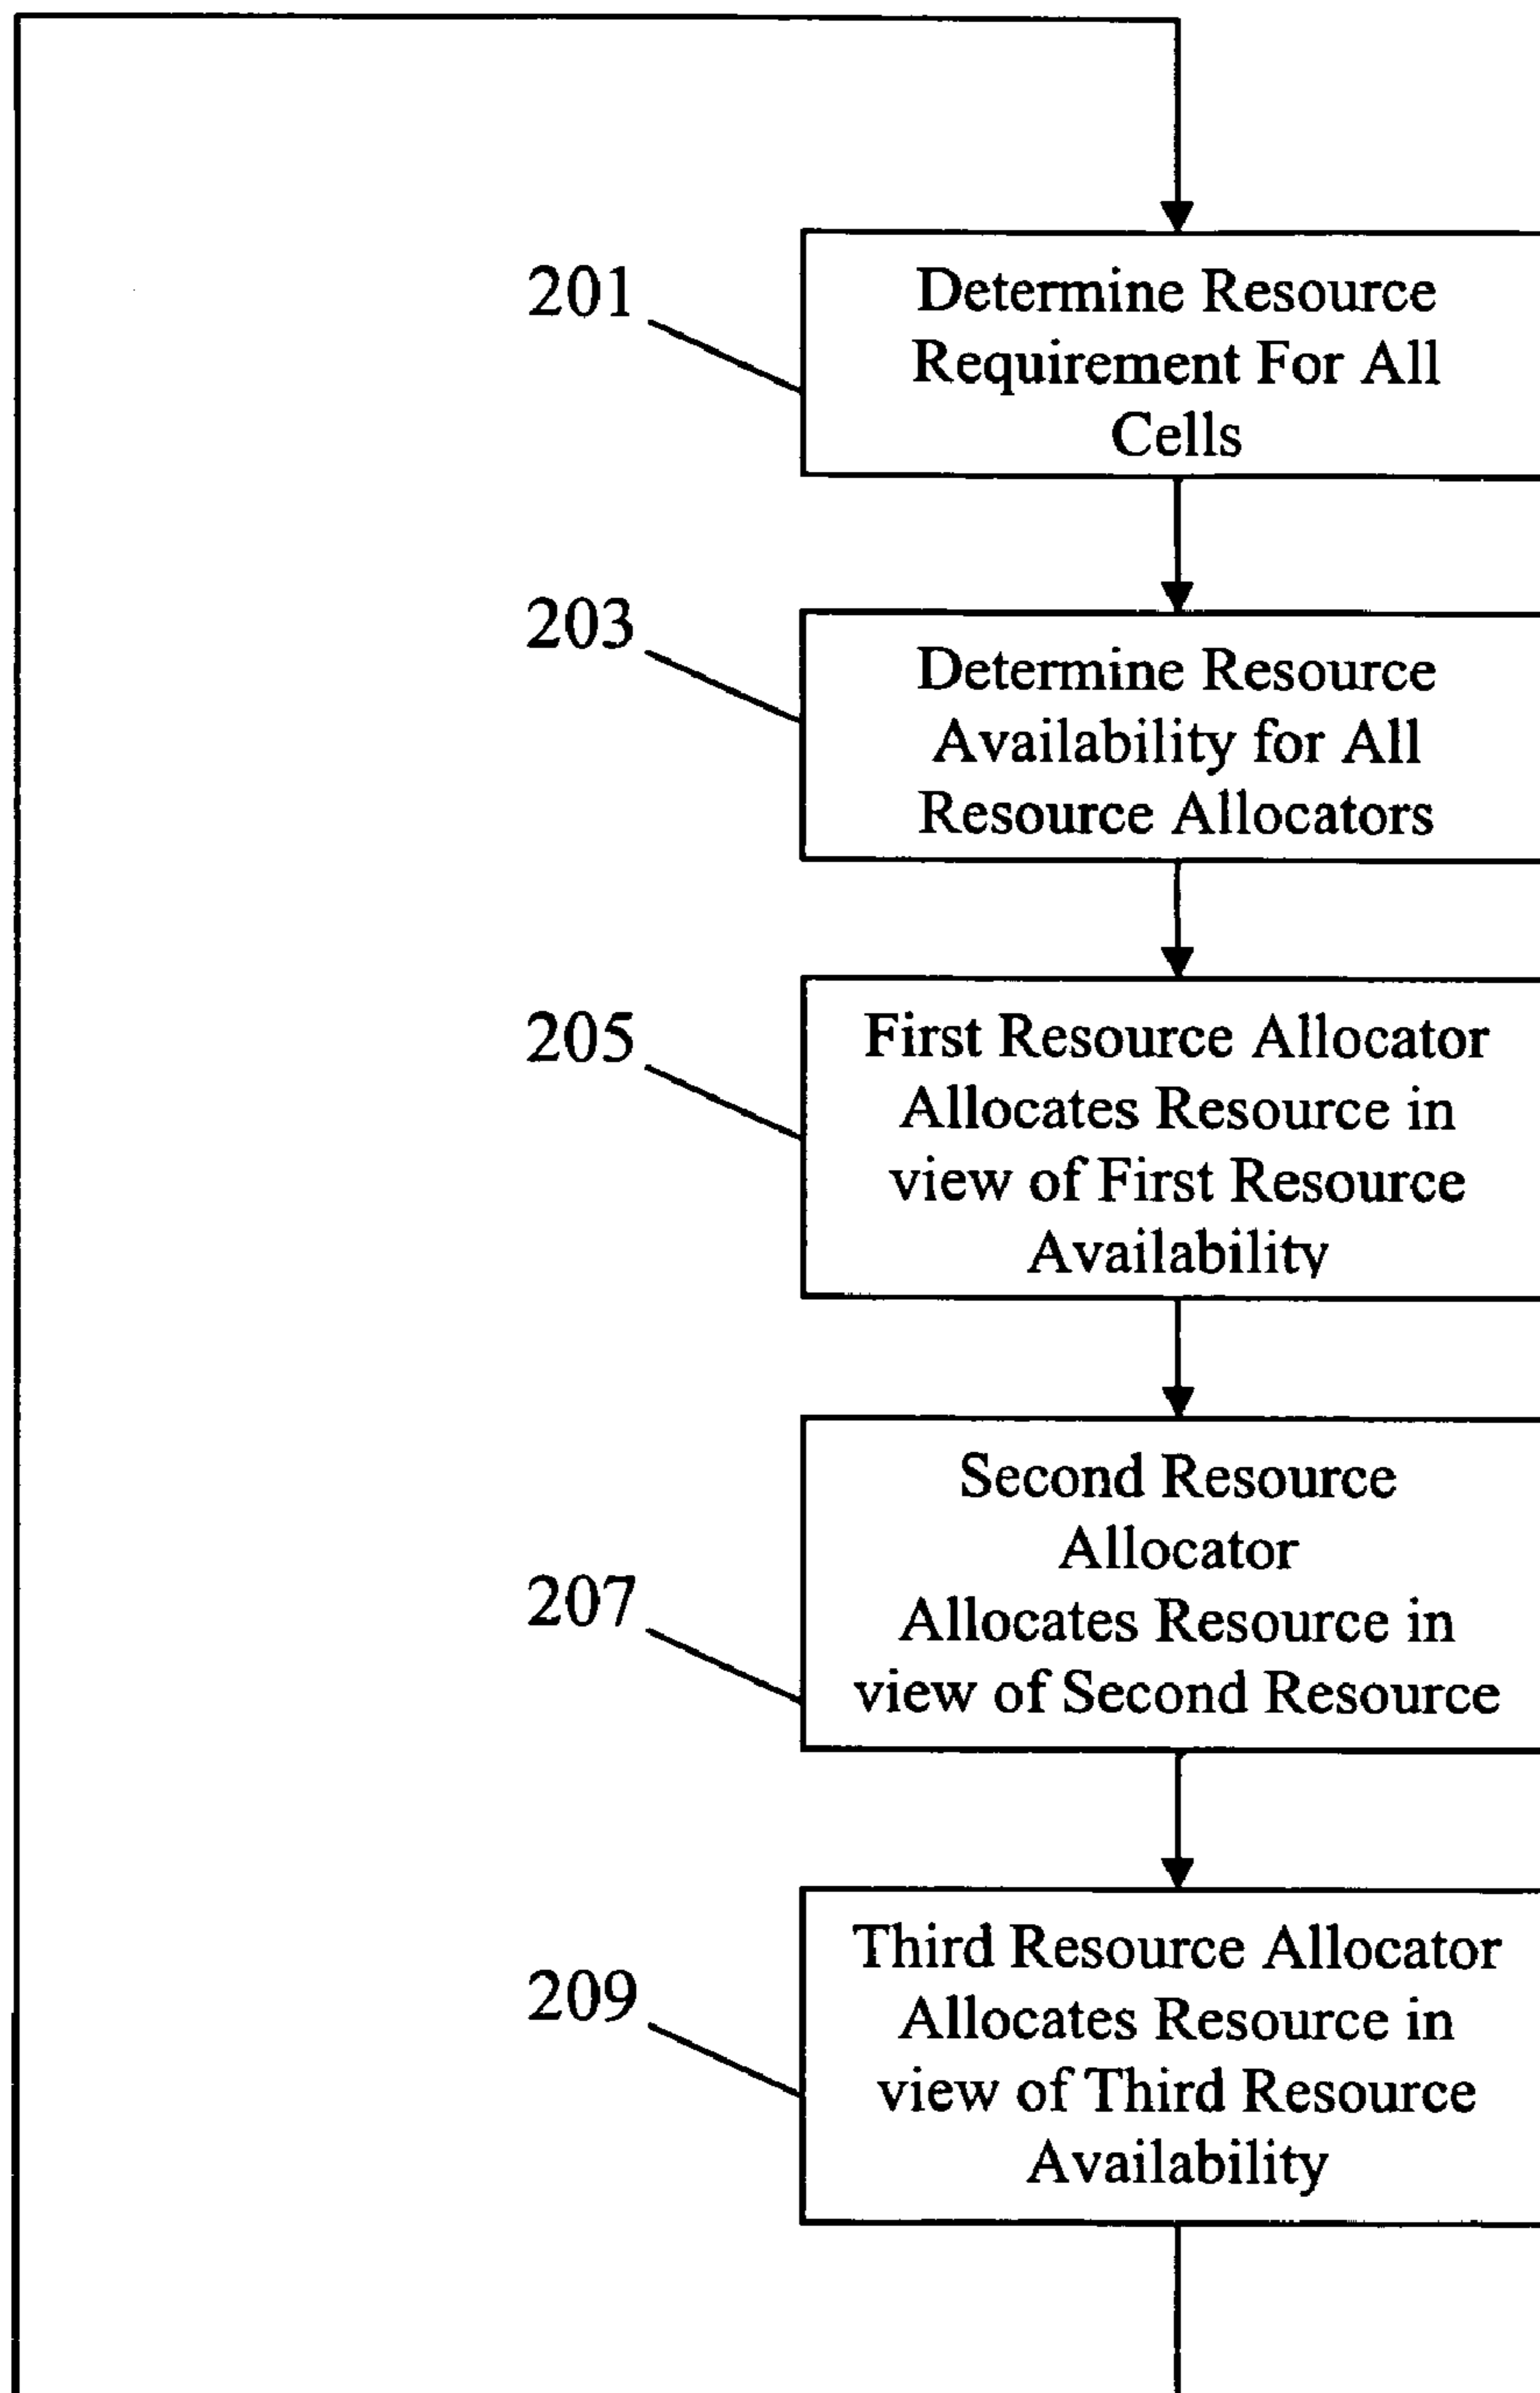 201
Determine Resource
Requirement For All
Cells
203
Determine Resource
Availability for All
Resource Allocators
205
First Resource Allocator
Allocates Resource in
view of First Resource
Availability
207
Second Resource
Allocator
Allocates Resource in
view of Second Resource
209
Third Resource Allocator
Allocates Resource in
view of Third Resource
Availability